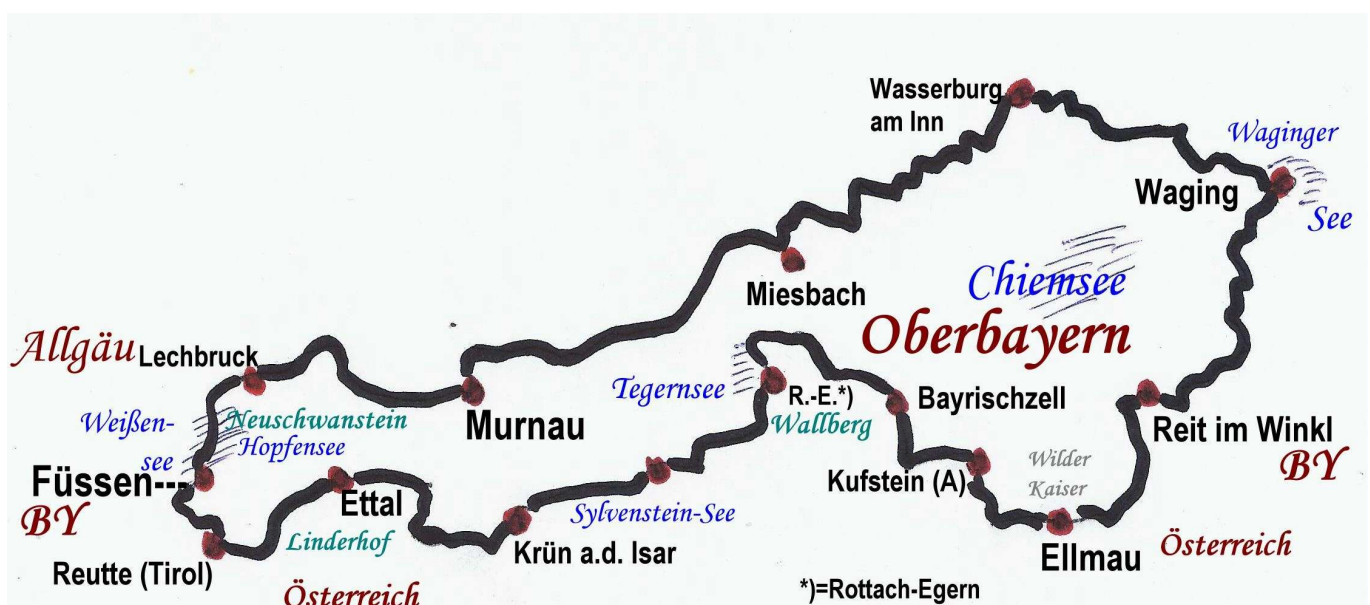 Wasserburg
am Inn
Waginger
See
Waging
Chiemsee
Miesbach
Oberbayern
Allgäu
Lechbruck
Tegernsee
R.-E.*)
Wallberg
Bayrischzell
Weißen-
see
Neuschwanstein
Hopfensee
Murnau
Reit im Winkl
BY
Füssen---
BY
Ettal
Linderhof
Sylvenstein-See
Kufstein (A)
Wilder
Kaiser
Krün a.d. Isar
Ellmau
Österreich
Reutte (Tirol)
Österreich
*)=Rottach-Egern